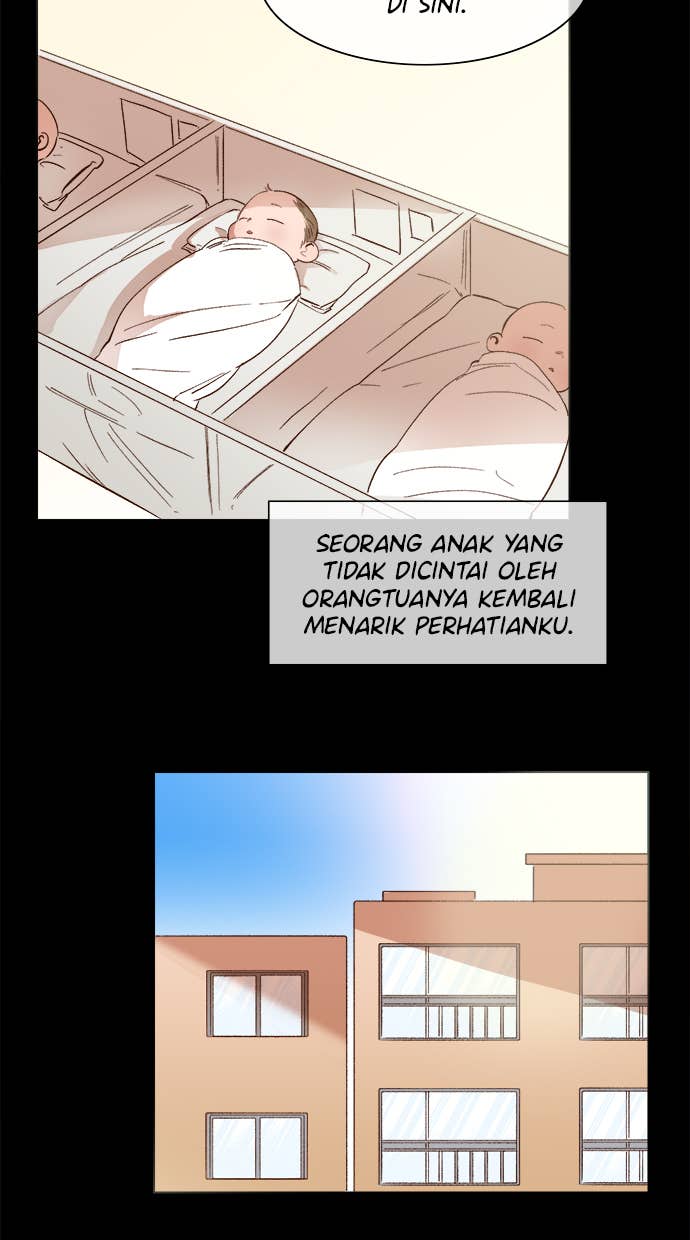 DI SINI.
SEORANG ANAK YANG
TIDAK DICINTAI OLEH
ORANGTUANYA KEMBALI
MENARIK PERHATIANKU.